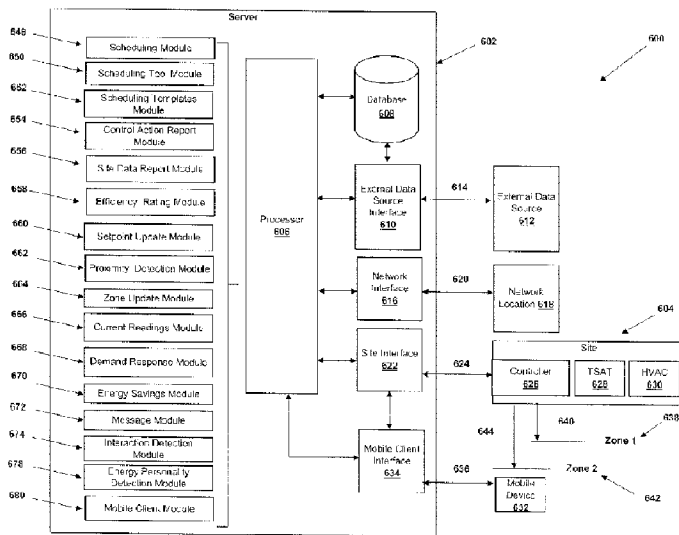 Server
648
Scheduling Module
650
Scheduling Tool Module
652
Scheduling Templates
Module
654
Control Action Report
Module
656
Site Data Report Module
658
Efficiency Rating Module
660
Setpoint Update Module
662
Proximity Detection Module
664
Zone Update Module
666
Current Readings Module
668
Demand Response Module
670
Energy Savings Module
672
Message Module
674
Interaction Detection
Module
678
Energy Personality
Detection Module
680
Mobile Client Module
Processor
606
Database
608
External Data
Source
Interface
610
Network
Interface
616
Site Interface
622
Mobile Client
Interface
634
602
600
614
External Data
Source
612
620
Network
Location 618
604
Site
624
Controller
626
TSAT
628
HVAC
630
644
640
638
Zone 1
636
Zone 2
Mobile
Device
632
642